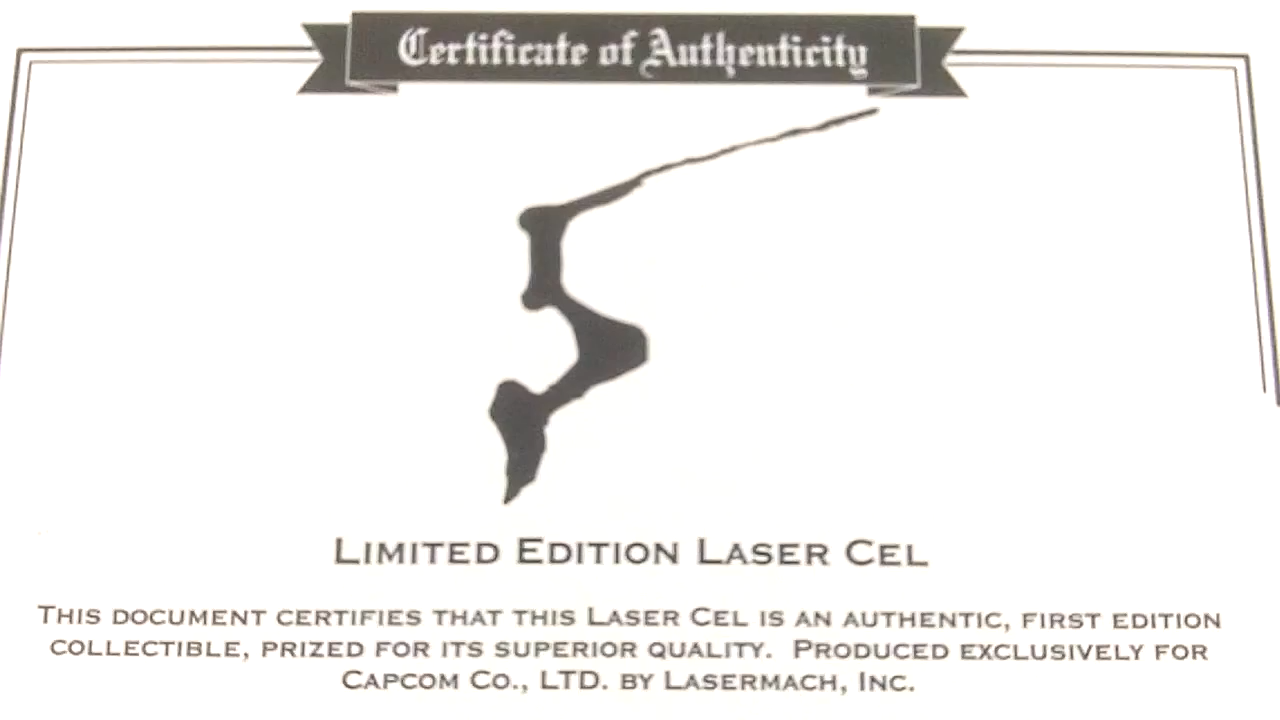 Certificate of Authenticity
LIMITED EDITION LASER CEL
THIS DOCUMENT CERTIFIES THAT THIS LASER CEL IS AN AUTHENTIC, FIRST EDITION
COLLECTIBLE, PRIZED FOR ITS SUPERIOR QUALITY. PRODUCED EXCLUSIVELY FOR
CAPCOM CO., LTD. BY LASERMACH, INC.